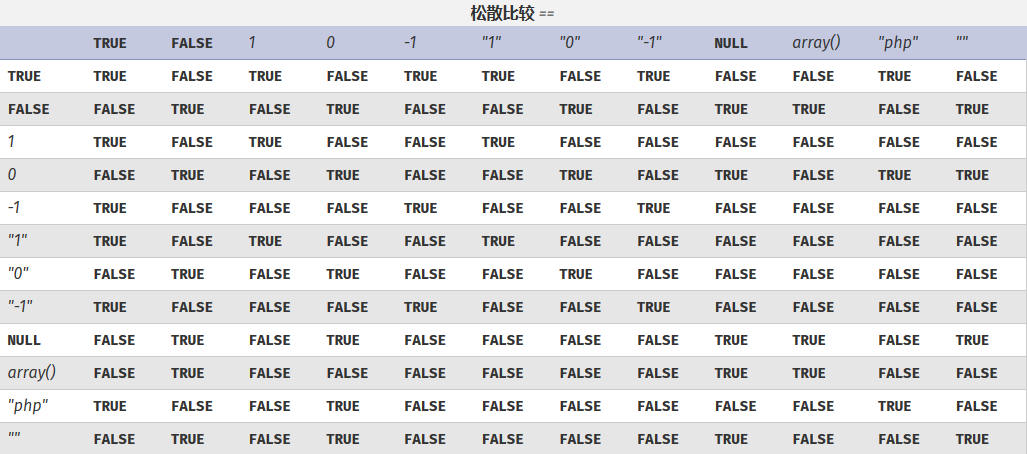 松散比较 ==
TRUE FALSE 1 0 -1 "1" "0" "-1" NULL array() "php" ""
TRUE TRUE FALSE TRUE FALSE TRUE TRUE FALSE TRUE FALSE FALSE TRUE FALSE
FALSE FALSE TRUE FALSE TRUE FALSE FALSE TRUE FALSE TRUE TRUE FALSE TRUE
1 TRUE FALSE TRUE FALSE FALSE TRUE FALSE FALSE FALSE FALSE FALSE FALSE
0 FALSE TRUE FALSE TRUE FALSE FALSE TRUE FALSE TRUE FALSE TRUE TRUE
-1 TRUE FALSE FALSE FALSE TRUE FALSE FALSE TRUE FALSE FALSE FALSE FALSE
"1" TRUE FALSE TRUE FALSE FALSE TRUE FALSE FALSE FALSE FALSE FALSE FALSE
"0" FALSE TRUE FALSE TRUE FALSE FALSE TRUE FALSE FALSE FALSE FALSE FALSE
"-1" TRUE FALSE FALSE FALSE TRUE FALSE FALSE TRUE FALSE FALSE FALSE FALSE
NULL FALSE TRUE FALSE TRUE FALSE FALSE FALSE FALSE TRUE TRUE FALSE TRUE
array() FALSE TRUE FALSE FALSE FALSE FALSE FALSE FALSE TRUE TRUE FALSE FALSE
"php" TRUE FALSE FALSE TRUE FALSE FALSE FALSE FALSE FALSE FALSE TRUE FALSE
"" FALSE TRUE FALSE TRUE FALSE FALSE FALSE FALSE TRUE FALSE FALSE TRUE